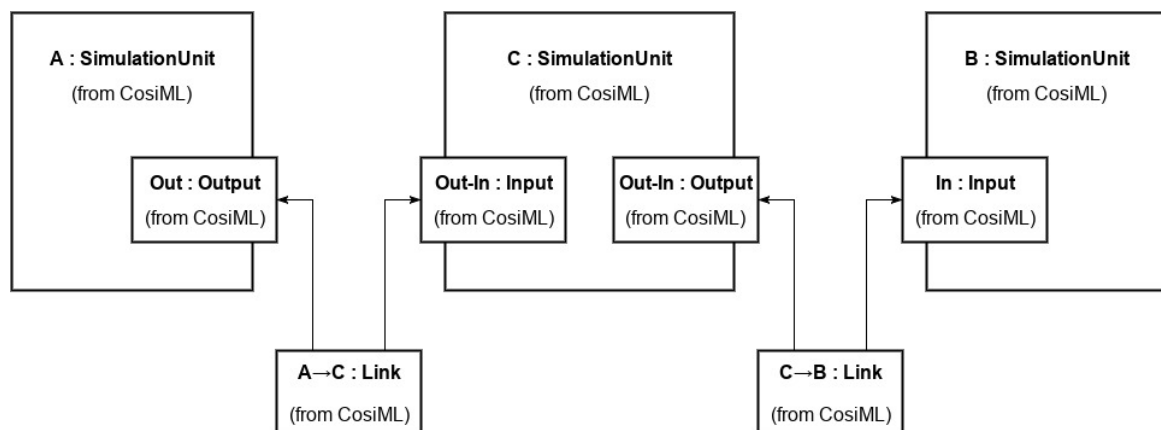 A : SimulationUnit
(from CosiML)
C : SimulationUnit
(from CosiML)
B : SimulationUnit
(from CosiML)
Out : Output
(from CosiML)
Out-In : Input
(from CosiML)
Out-In : Output
(from CosiML)
In : Input
(from CosiML)
A→C : Link
(from CosiML)
C→B : Link
(from CosiML)